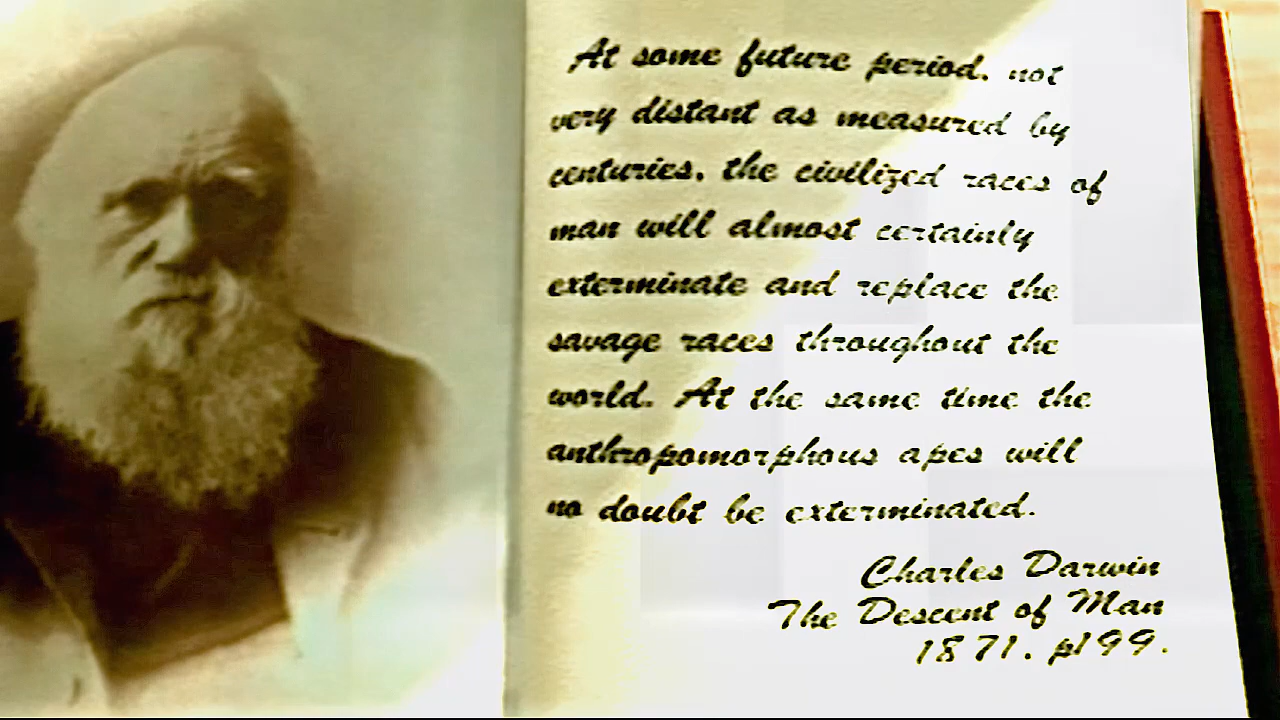 At some future period, not
very distant as measured by
centuries, the civilized races of
man will almost certainly
exterminate and replace the
savage races throughout the
world. At the same time the
anthropomorphous apes will
no doubt be exterminated.
Charles Darwin
The Descent of Man
1871. p199.